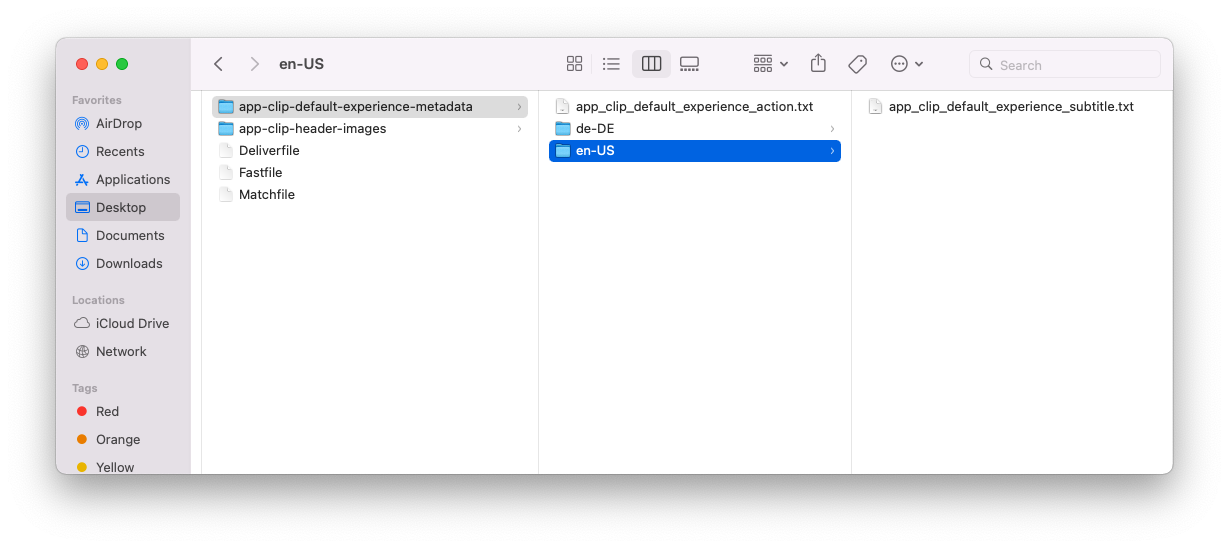 en-US
Search
Favorites
AirDrop
Recents
Applications
Desktop
Documents
Downloads
Locations
iCloud Drive
Network
Tags
Red
Orange
Yellow
app-clip-default-experience-metadata
app-clip-header-images
Deliverfile
Fastfile
Matchfile
app_clip_default_experience_action.txt
de-DE
en-US
app_clip_default_experience_subtitle.txt